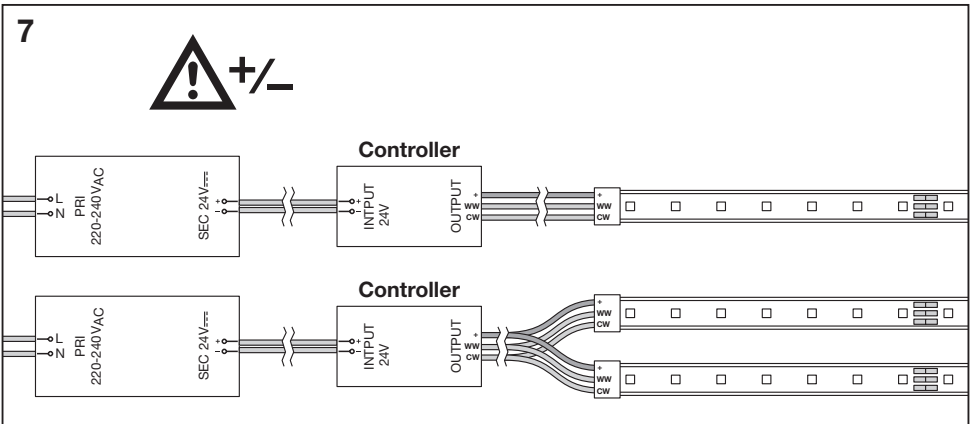 7
+/–
Controller
L
N
PRI
220-240VAC
SEC 24V
+
–
+
–
INTPUT
24V
OUTPUT
+
WW
CW
+
WW
CW
Controller
L
N
PRI
220-240VAC
SEC 24V
+
–
+
–
INTPUT
24V
OUTPUT
+
WW
CW
+
WW
CW
+
WW
CW